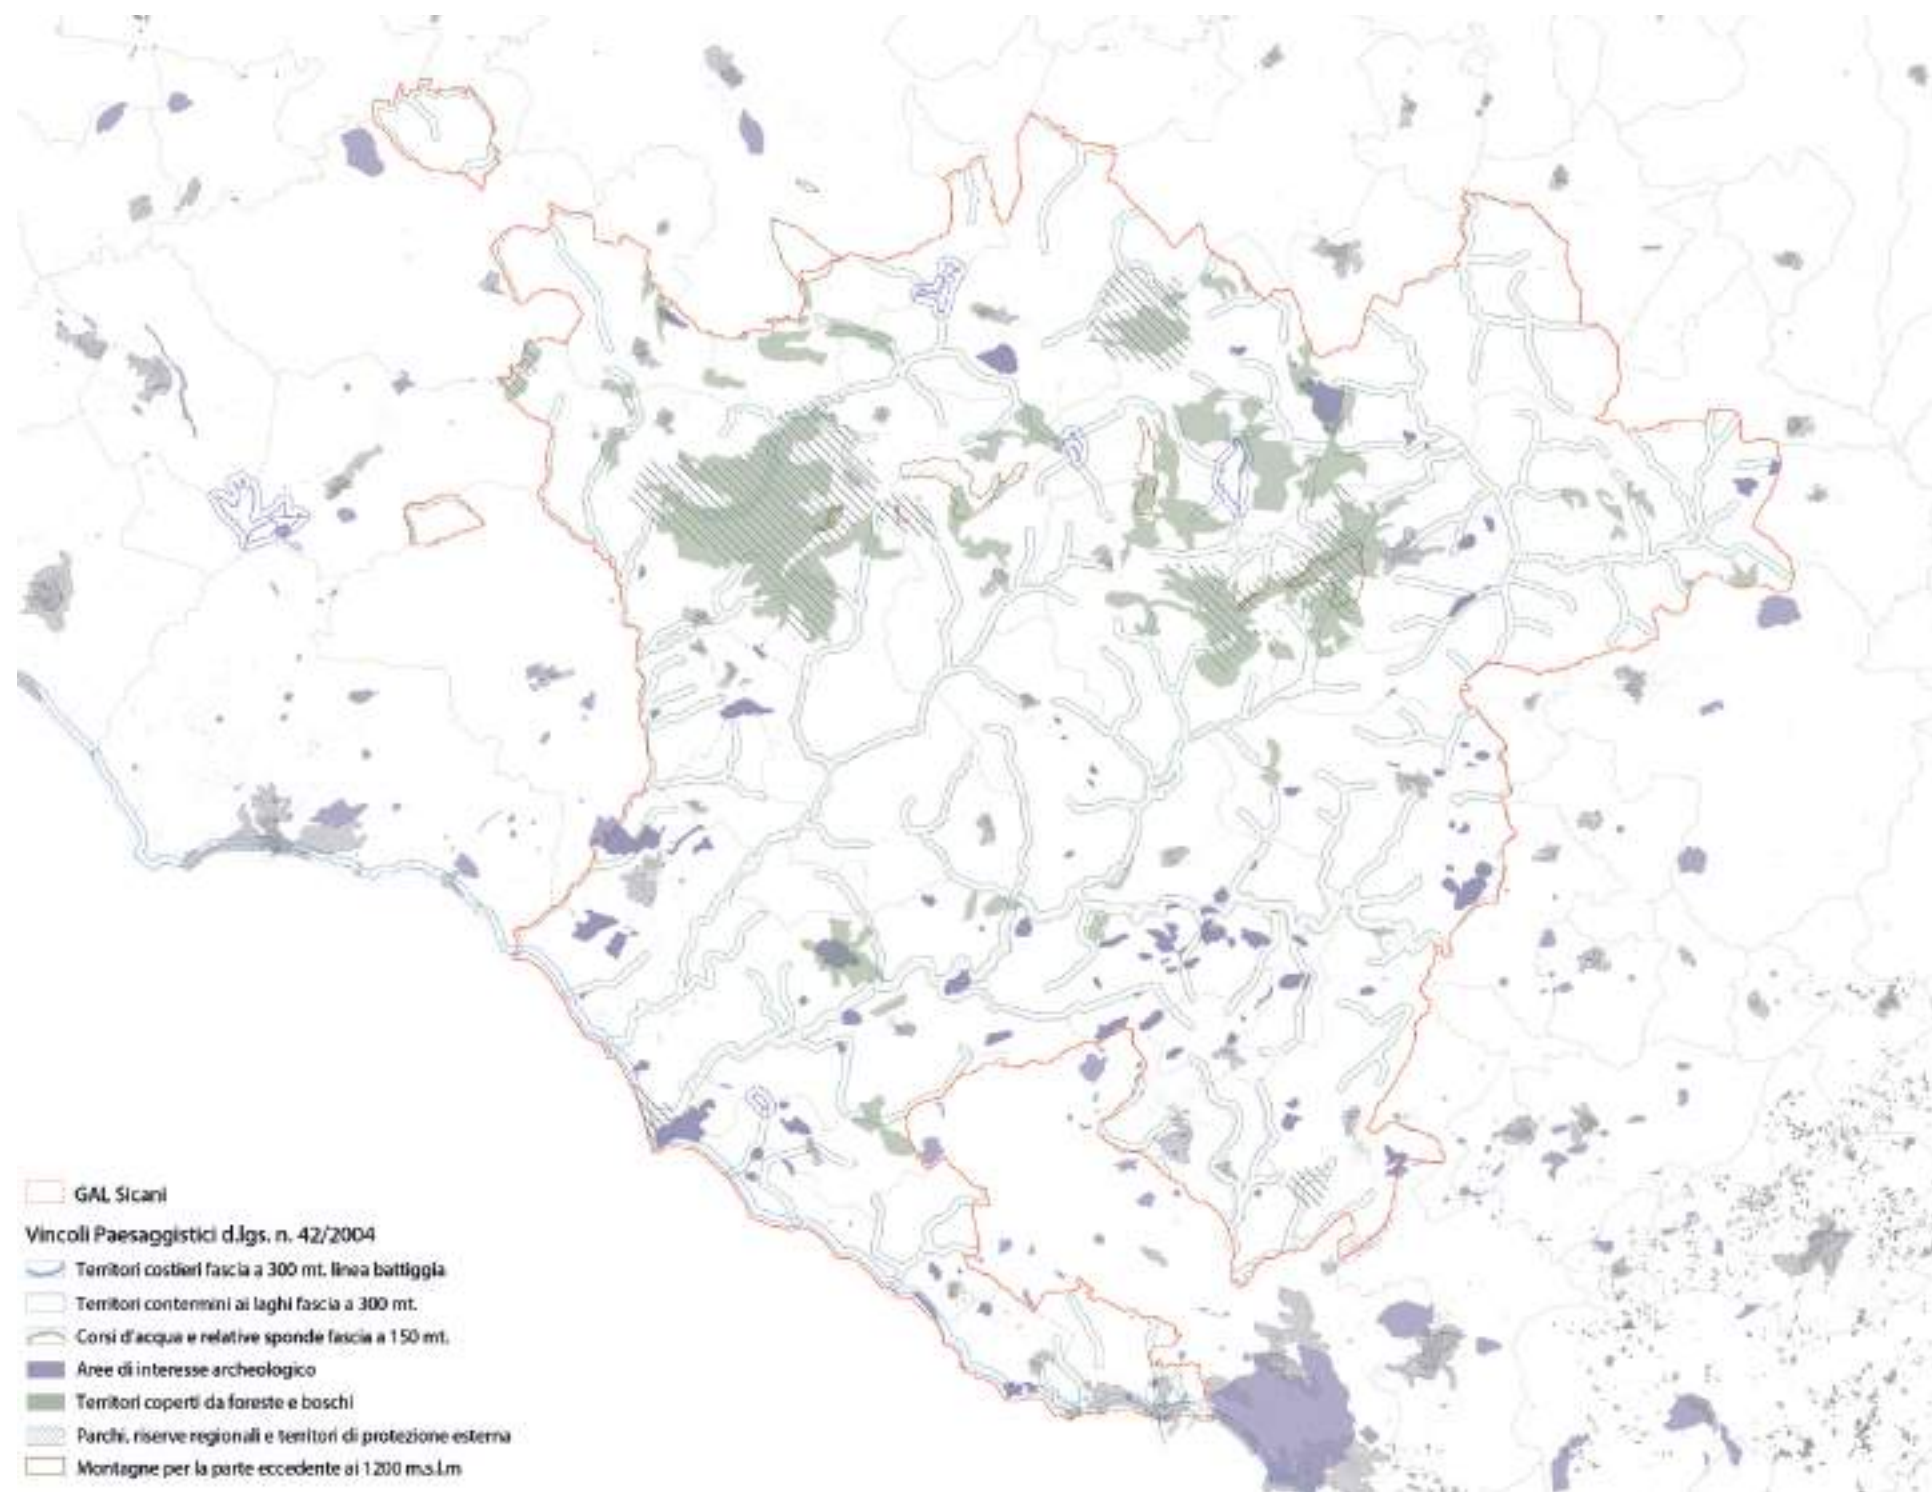 GAL Sicani
Vincoli Paesaggistici d.lgs. n. 42/2004
Territori costieri fascia a 300 mt. linea battiggia
Territori contermini ai laghi fascia a 300 mt.
Corsi d'acqua e relative sponde fascia a 150 mt.
Aree di interesse archeologico
Territori coperti da foreste e boschi
Parchi, riserve regionali e territori di protezione esterna
Montagne per la parte eccedente ai 1200 m.s.l.m